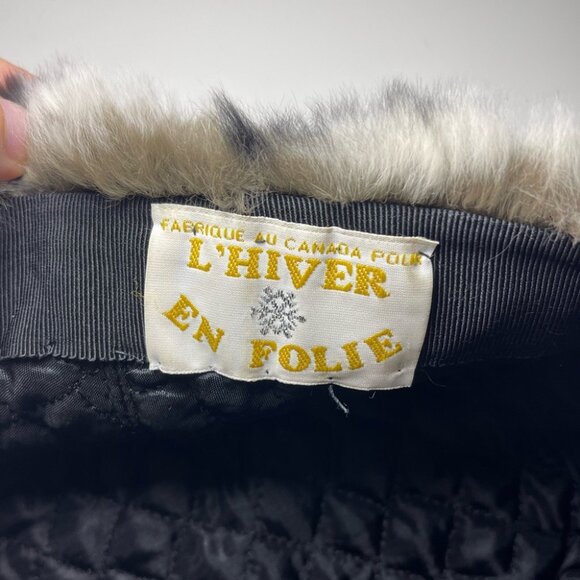 FABRIQUE AU CANADA POUR
L'HIVER
EN FOLIE